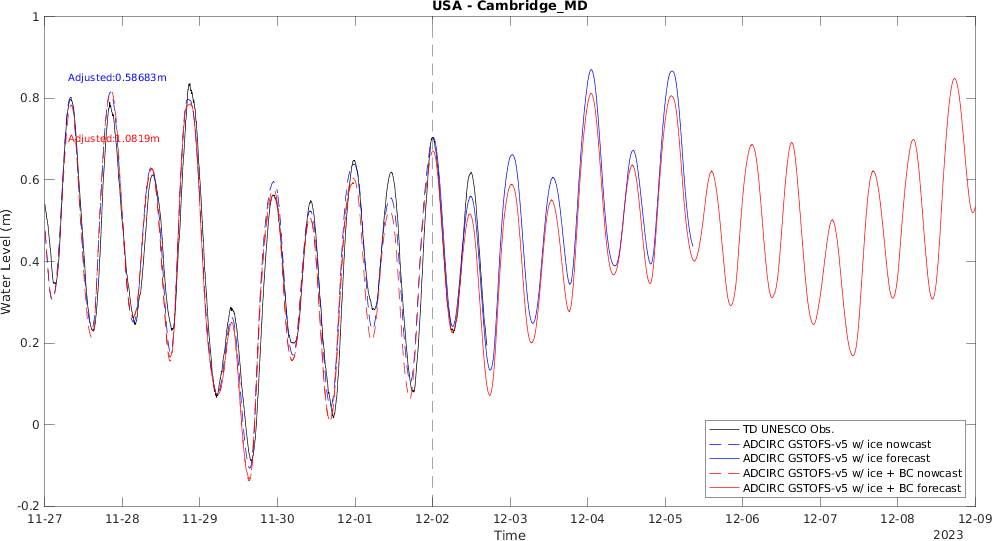 USA - Cambridge_MD
1
0.8
0.6
0.4
0.2
0
-0.2
Water Level (m)
Adjusted:0.58683m
Adjusted:1.0819m
TD UNESCO Obs.
ADCIRC GSTOFS-v5 w/ ice nowcast
ADCIRC GSTOFS-v5 w/ ice forecast
ADCIRC GSTOFS-v5 w/ ice + BC nowcast
ADCIRC GSTOFS-v5 w/ ice + BC forecast
11-27 11-28 11-29 11-30 12-01 12-02 12-03 12-04 12-05 12-06 12-07 12-08 12-09
Time
2023